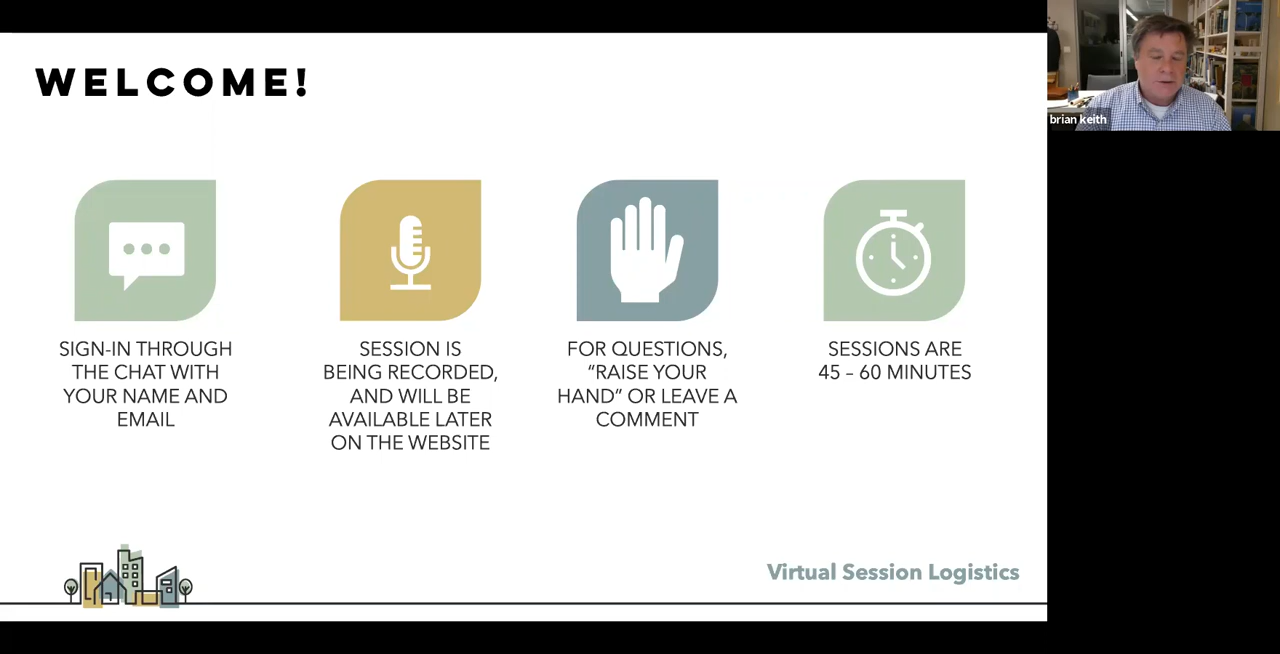 WELCOME!
brian keith
SIGN-IN THROUGH
THE CHAT WITH
YOUR NAME AND
EMAIL
SESSION IS
BEING RECORDED,
AND WILL BE
AVAILABLE LATER
ON THE WEBSITE
FOR QUESTIONS,
“RAISE YOUR
HAND” OR LEAVE A
COMMENT
SESSIONS ARE
45 – 60 MINUTES
Virtual Session Logistics